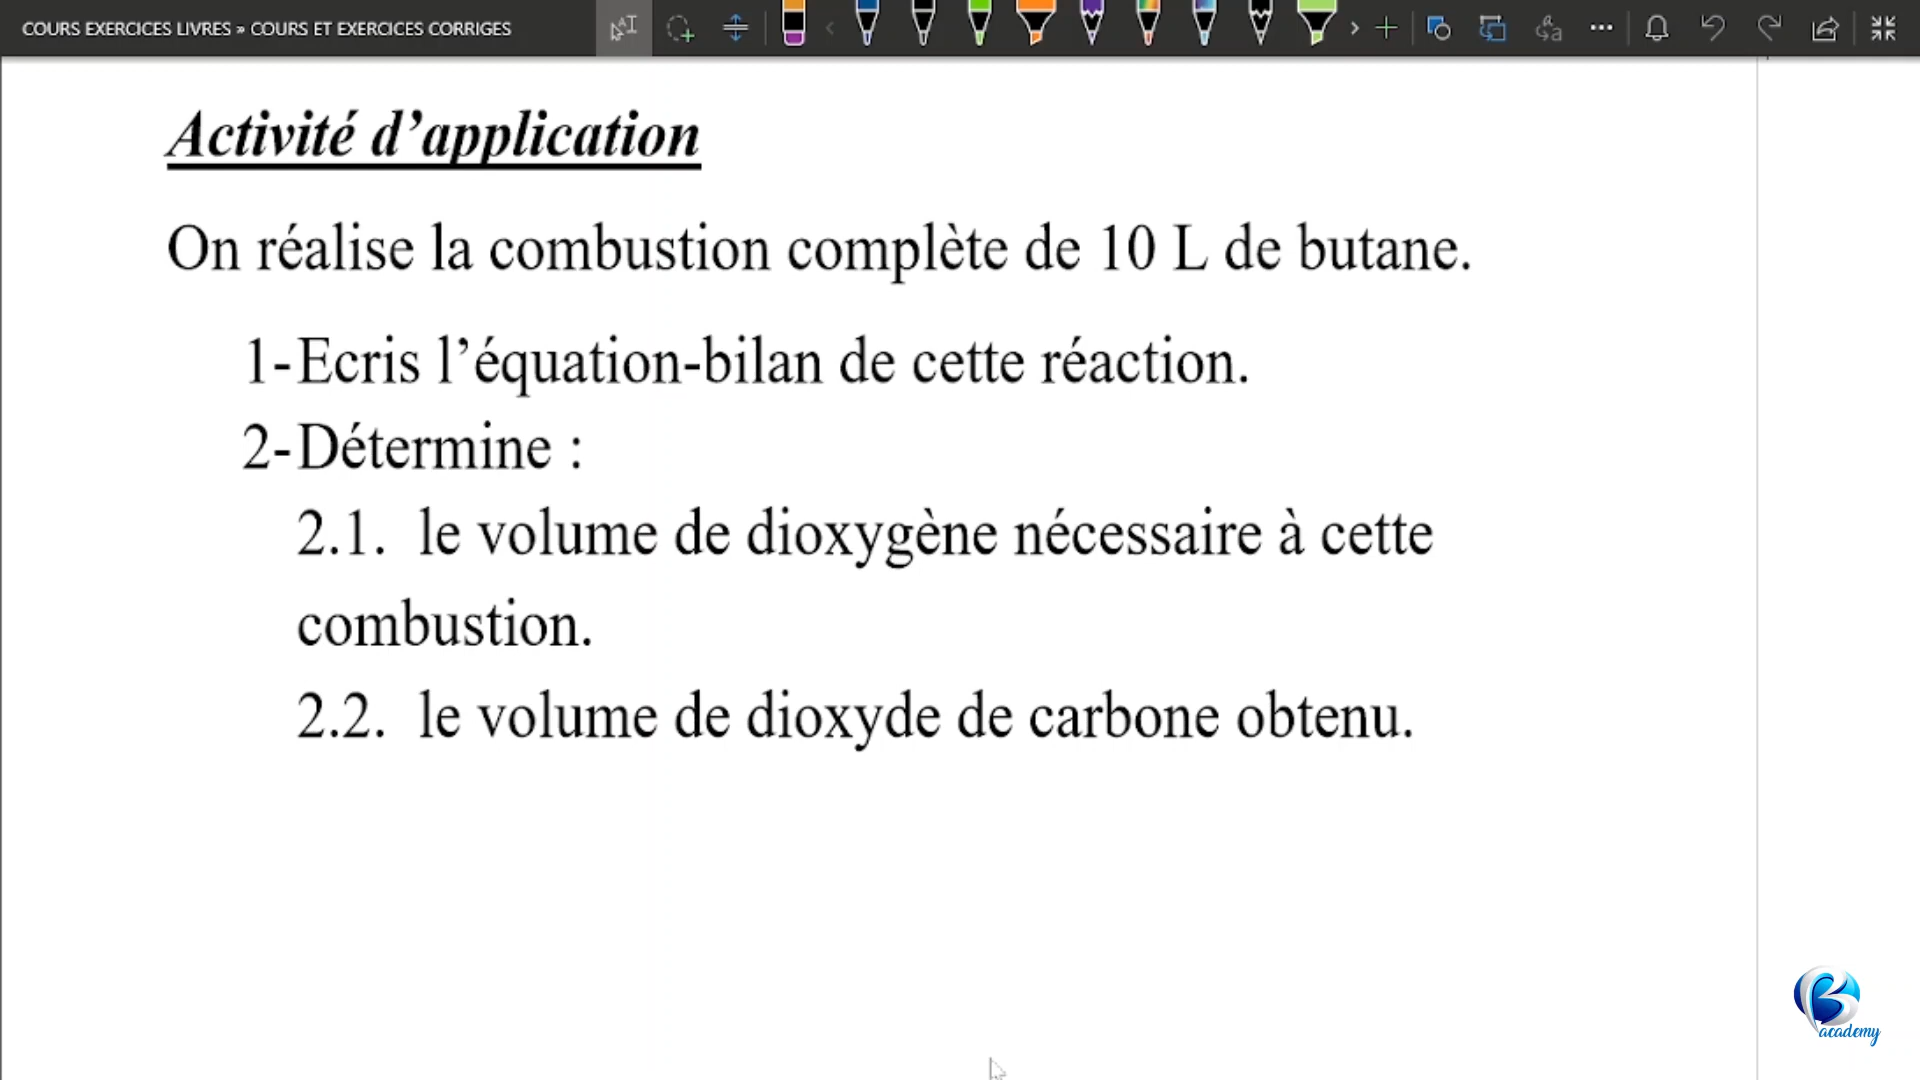 COURS EXERCICES LIVRES » COURS ET EXERCICES CORRIGES
Activité d’application
On réalise la combustion complète de 10 L de butane.
1-Ecris l’équation-bilan de cette réaction.
2-Détermine :
2.1. le volume de dioxygène nécessaire à cette
combustion.
2.2. le volume de dioxyde de carbone obtenu.
B
academy